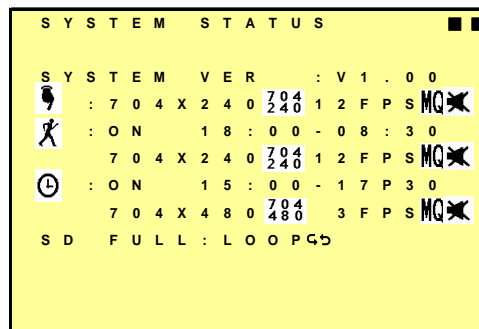 SYSTEM STATUS
SYSTEM VER : V1.00
: 704X240 704 240 12FPS MQ
: ON 18:00-08:30
704X240 704 240 12FPS MQ
: ON 15:00-17P30
704X480 704 480 3FPS MQ
SD FULL:LOOP